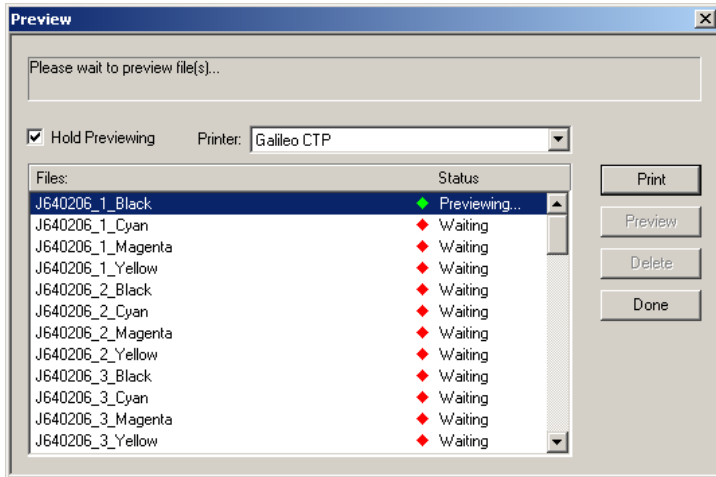 Preview
Please wait to preview file(s)...
Hold Previewing Printer: Galileo CTP
Files: Status
J640206_1_Black Previewing...
J640206_1_Cyan Waiting
J640206_1_Magenta Waiting
J640206_1_Yellow Waiting
J640206_2_Black Waiting
J640206_2_Cyan Waiting
J640206_2_Magenta Waiting
J640206_2_Yellow Waiting
J640206_3_Black Waiting
J640206_3_Cyan Waiting
J640206_3_Magenta Waiting
J640206_3_Yellow Waiting
Print
Preview
Delete
Done